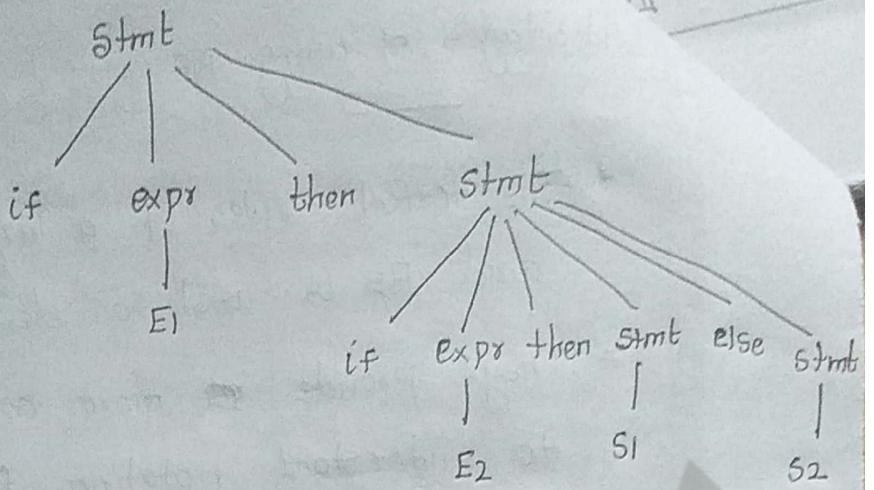 Stmt
if expr then Stmt
E1
if expr then stmt else stmt
E2 S1 S2